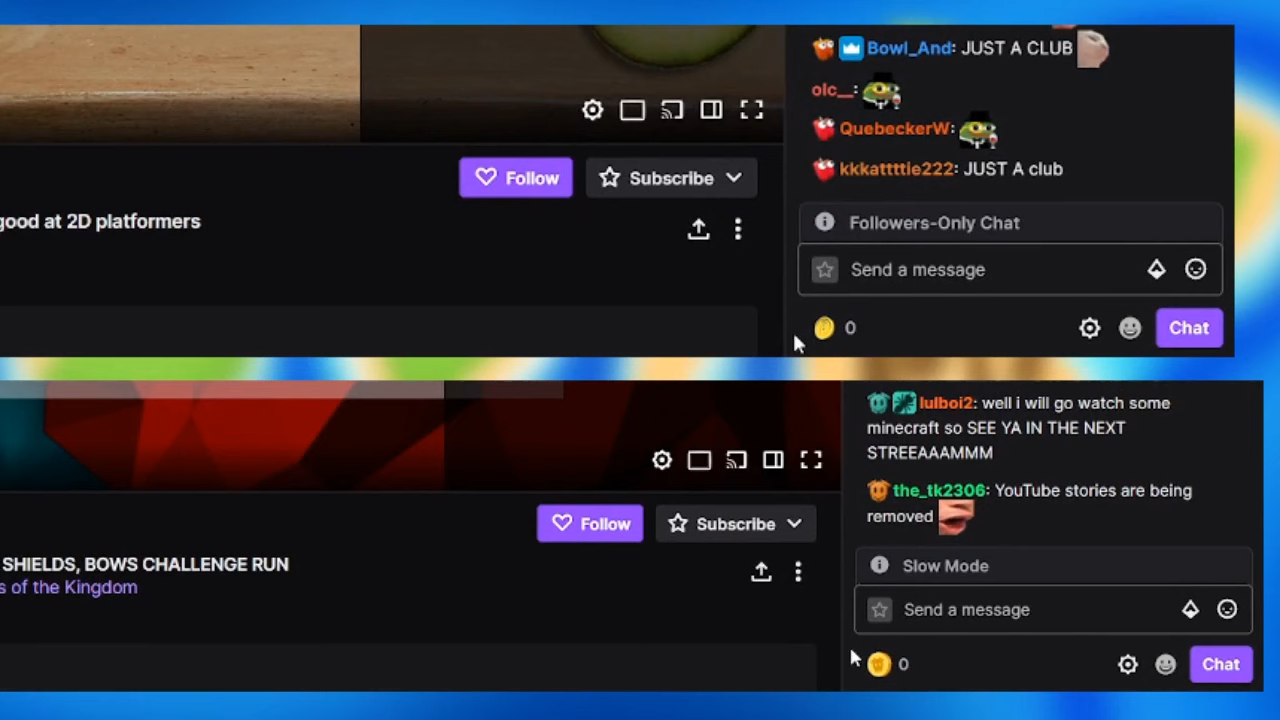 Bowl_And: JUST A CLUB
olc__:
QuebeckerW:
kkkattttie222: JUST A club
Follow
Subscribe
good at 2D platformers
Followers-Only Chat
Send a message
0
Chat
lulboi2: well i will go watch some
minecraft so SEE YA IN THE NEXT
STREEAAAMMM
the_tk2306: YouTube stories are being
removed
Follow
Subscribe
SHIELDS, BOWS CHALLENGE RUN
s of the Kingdom
Slow Mode
Send a message
0
Chat